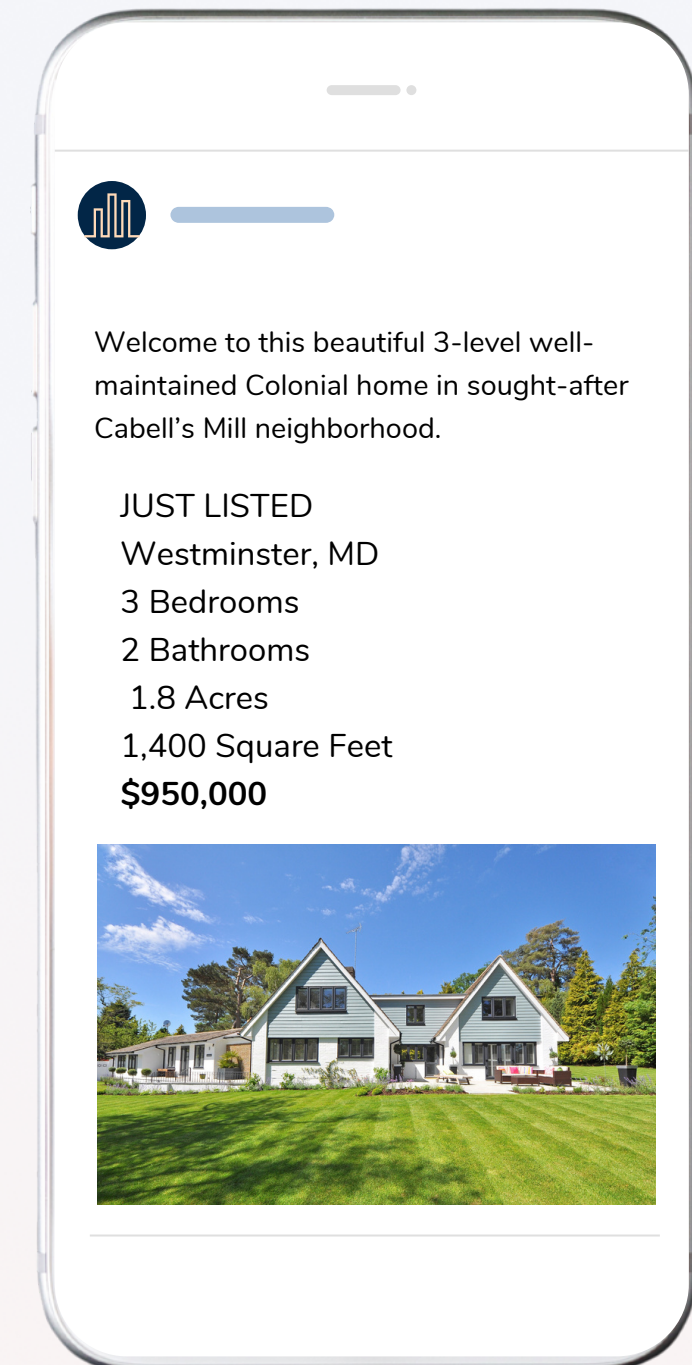 Welcome to this beautiful 3-level well-
maintained Colonial home in sought-after
Cabell’s Mill neighborhood.
JUST LISTED
Westminster, MD
3 Bedrooms
2 Bathrooms
1.8 Acres
1,400 Square Feet
$950,000